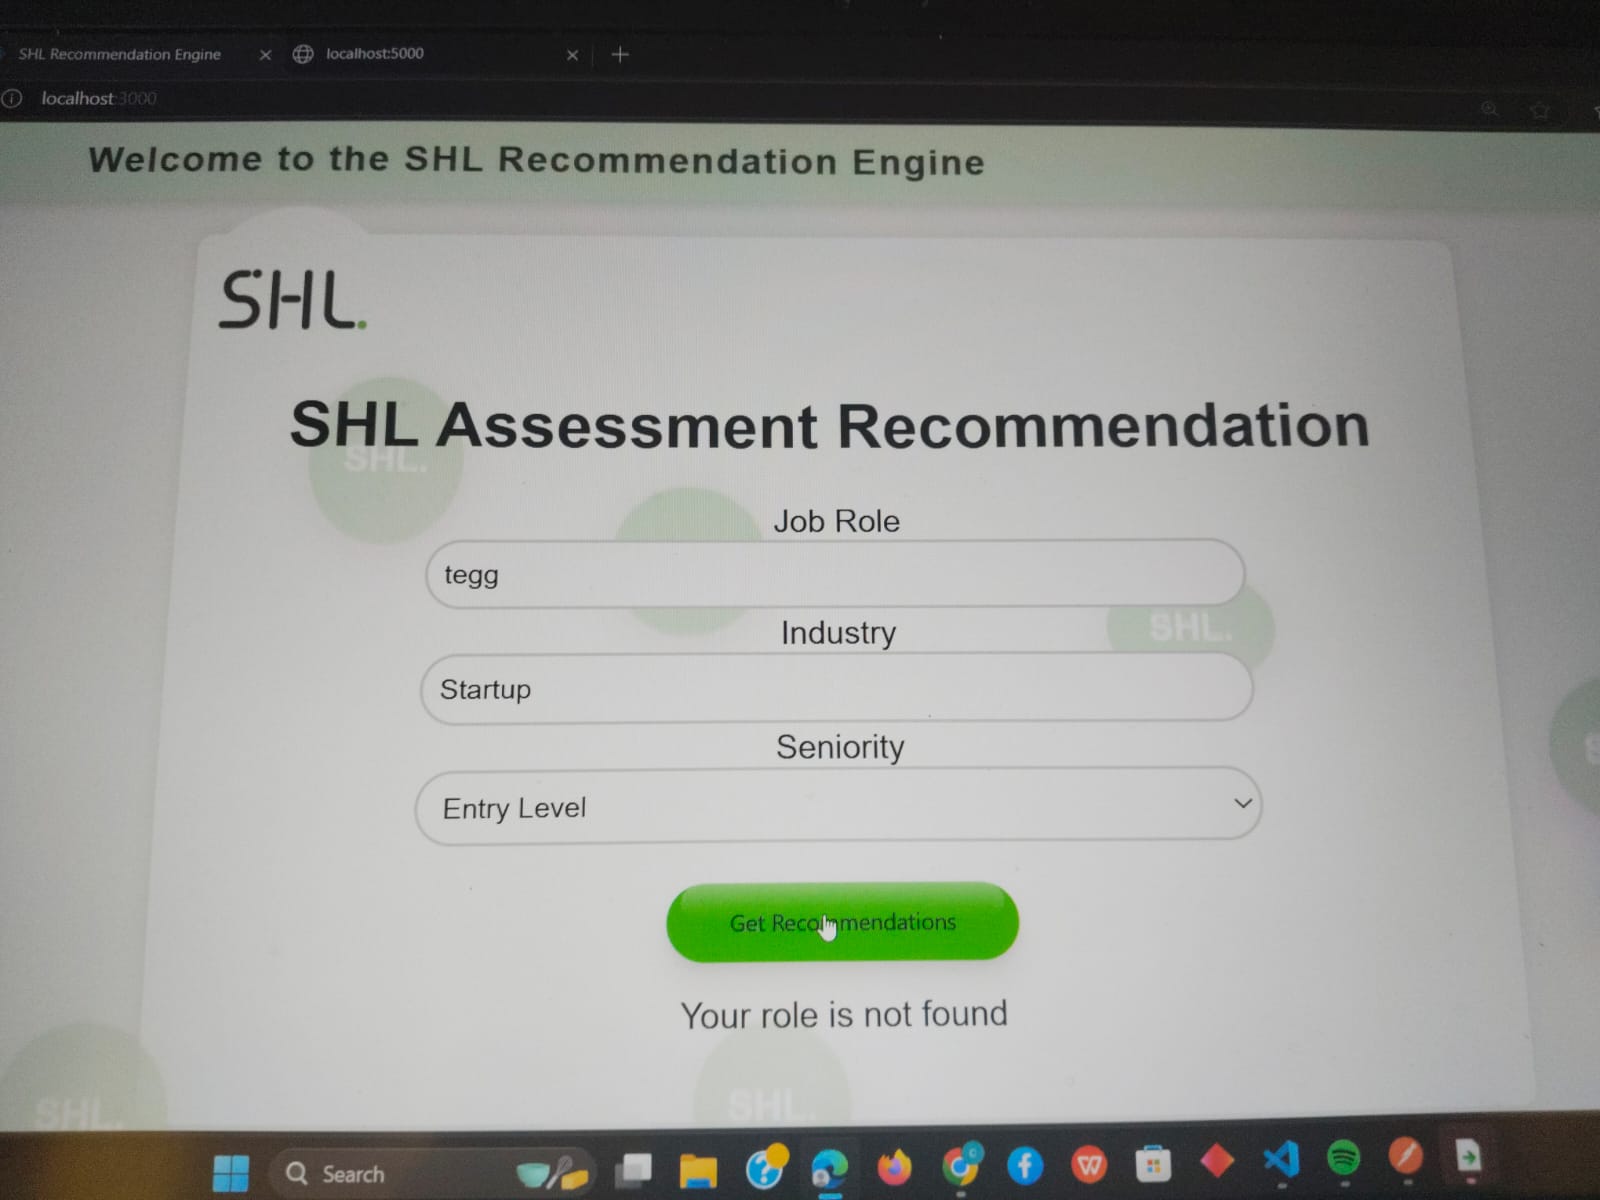 SHL Recommendation Engine
localhost:5000
localhost:3000
Welcome to the SHL Recommendation Engine
SHL.
SHL Assessment Recommendation
SHL.
Job Role
tegg
SHL.
Industry
Startup
Seniority
Entry Level
Get Recommendations
Your role is not found
SHL.
SHL.
Search